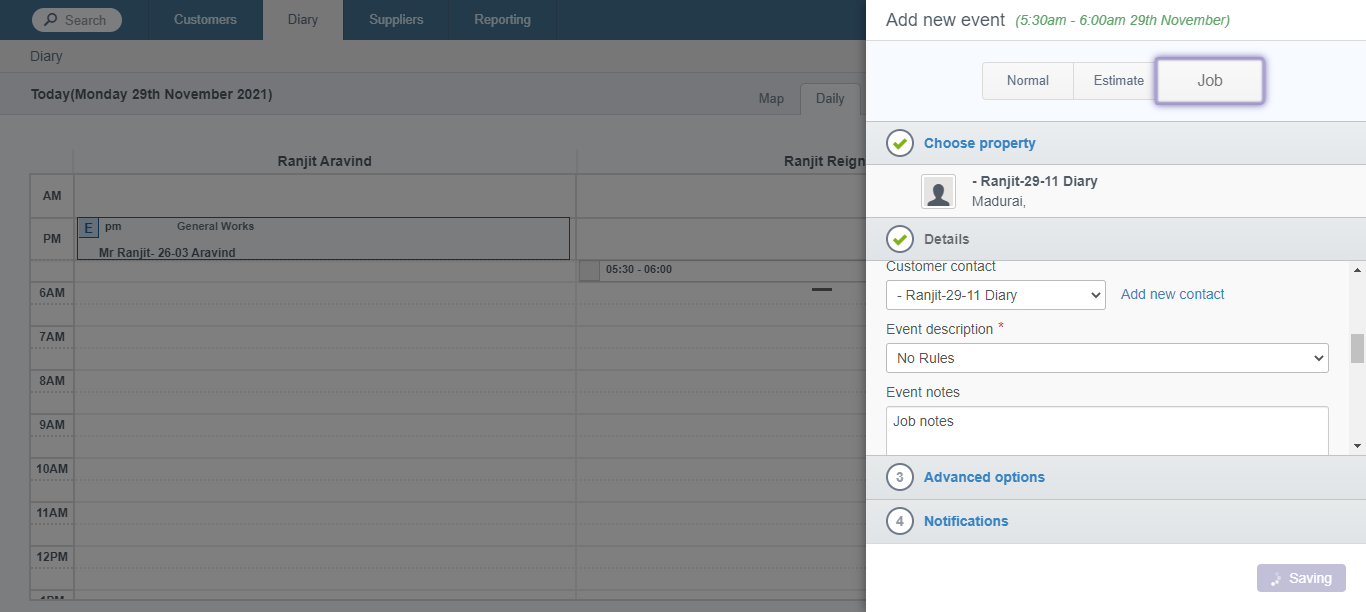 Search
Customers
Diary
Suppliers
Reporting
Diary
Today(Monday 29th November 2021)
Map
Daily
Ranjit Aravind
Ranjit Reign
AM
PM
E pm General Works
Mr Ranjit- 26-03 Aravind
05:30 - 06:00
6AM
7AM
8AM
9AM
10AM
11AM
12PM
1PM
Add new event (5:30am - 6:00am 29th November)
Normal
Estimate
Job
Choose property
- Ranjit-29-11 Diary
Madurai,
Details
Customer contact
- Ranjit-29-11 Diary
Add new contact
Event description *
No Rules
Event notes
Job notes
3 Advanced options
4 Notifications
Saving